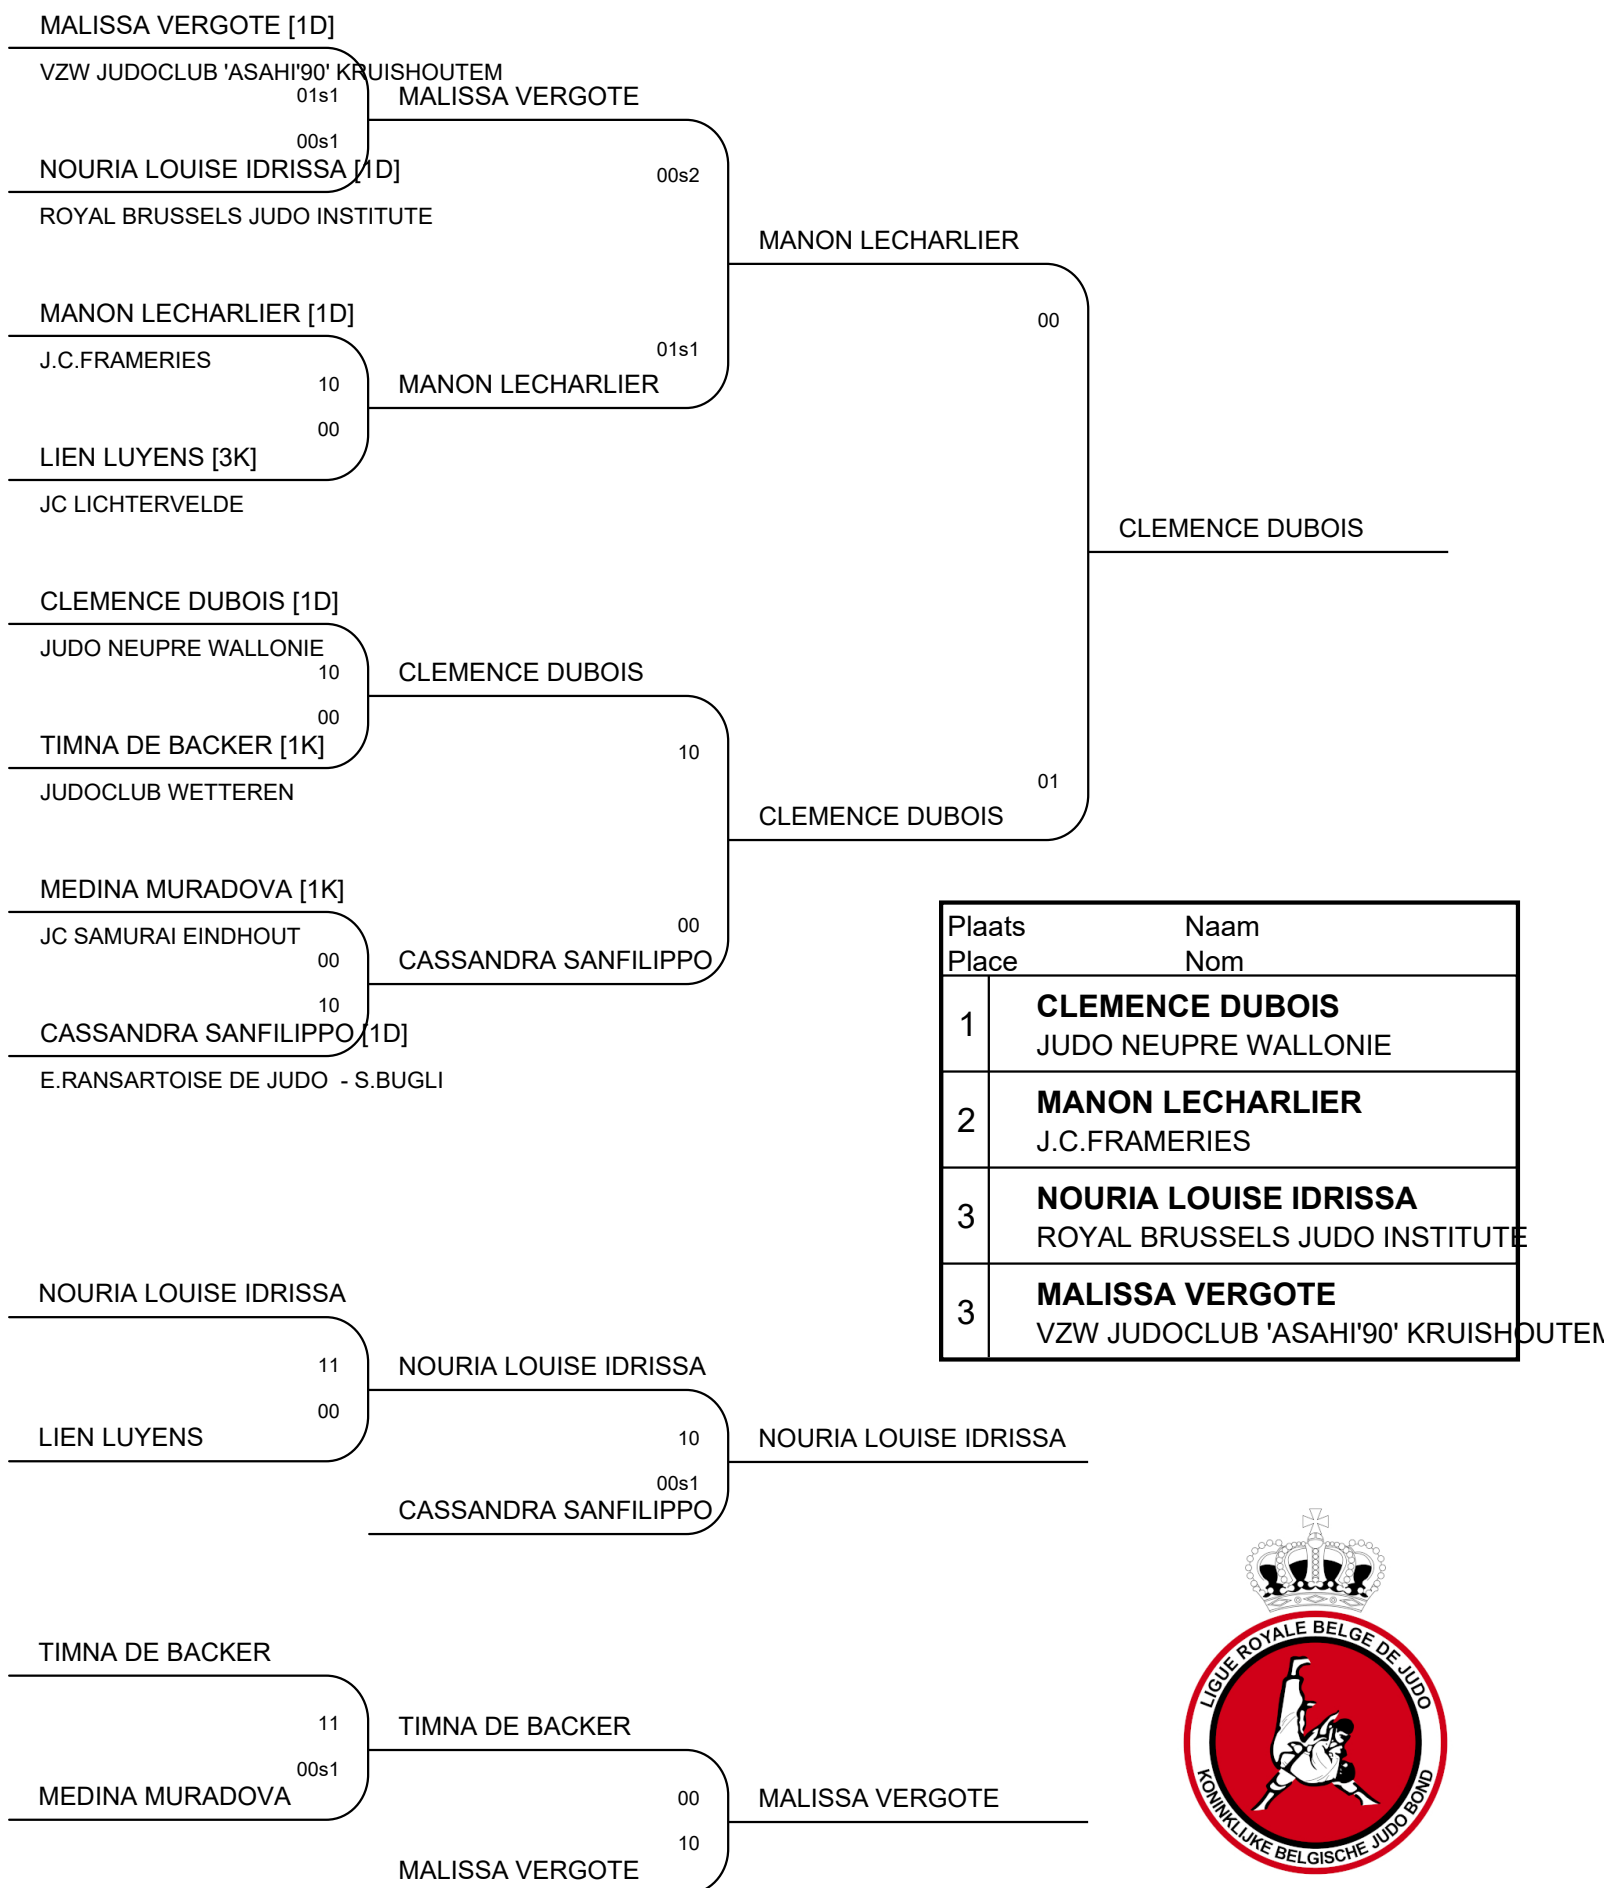 MALISSA VERGOTE [1D]
VZW JUDOCLUB 'ASAHI'90' KRUISHOUTEM
01s1
MALISSA VERGOTE
00s1
NOURIA LOUISE IDRISSA [1D]
00s2
ROYAL BRUSSELS JUDO INSTITUTE
MANON LECHARLIER
MANON LECHARLIER [1D]
00
J.C.FRAMERIES
01s1
10
MANON LECHARLIER
00
LIEN LUYENS [3K]
JC LICHTERVELDE
CLEMENCE DUBOIS
CLEMENCE DUBOIS [1D]
JUDO NEUPRE WALLONIE
10
CLEMENCE DUBOIS
00
TIMNA DE BACKER [1K]
10
JUDOCLUB WETTEREN
01
CLEMENCE DUBOIS
MEDINA MURADOVA [1K]
JC SAMURAI EINDHOUT
00
00
CASSANDRA SANFILIPPO
10
CASSANDRA SANFILIPPO [1D]
E.RANSARTOISE DE JUDO  - S.BUGLI
Plaats Naam
Place Nom
1 CLEMENCE DUBOIS
JUDO NEUPRE WALLONIE
2 MANON LECHARLIER
J.C.FRAMERIES
3 NOURIA LOUISE IDRISSA
ROYAL BRUSSELS JUDO INSTITUTE
3 MALISSA VERGOTE
VZW JUDOCLUB 'ASAHI'90' KRUISHOUTEM
NOURIA LOUISE IDRISSA
11
NOURIA LOUISE IDRISSA
00
LIEN LUYENS
10
NOURIA LOUISE IDRISSA
00s1
CASSANDRA SANFILIPPO
TIMNA DE BACKER
11
TIMNA DE BACKER
00s1
MEDINA MURADOVA
00
MALISSA VERGOTE
10
MALISSA VERGOTE
LIGUE ROYALE BELGE DE JUDO
KONINKLIJKE BELGISCHE JUDO BOND